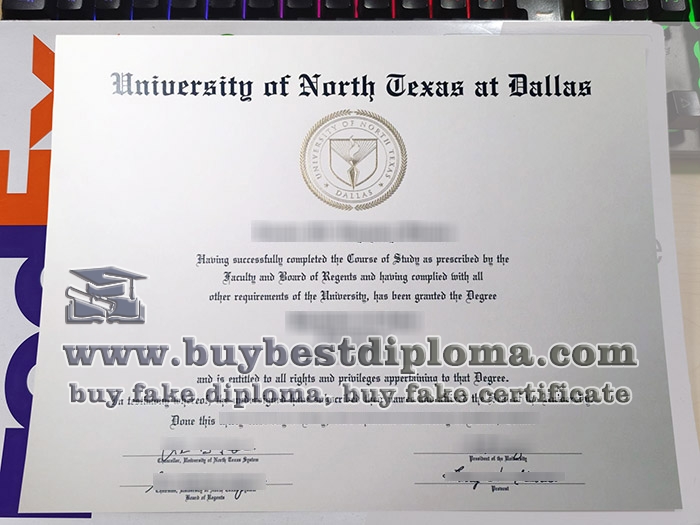 University of North Texas at Dallas
UNIVERSITY OF NORTH TEXAS
DALLAS
Having successfully completed the Course of Study as prescribed by the
Faculty and Board of Regents and having complied with all
other requirements of the University, has been granted the Degree
www.buybestdiploma.com
and is entitled to all rights and privileges appertaining to that Degree.
buy fake diploma, buy fake certificate
Done this
Chancellor, University of North Texas System
President of the University
Board of Regents
Provost